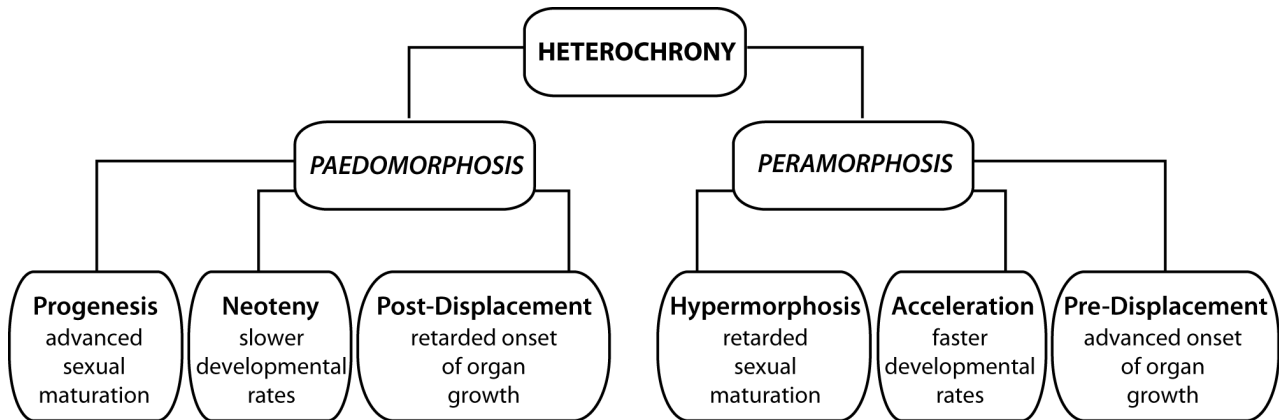 HETEROCHRONY
PAEDOMORPHOSIS
PERAMORPHOSIS
Progenesis
advanced
sexual
maturation
Neoteny
slower
developmental
rates
Post-Displacement
retarded onset
of organ
growth
Hypermorphosis
retarded
sexual
maturation
Acceleration
faster
developmental
rates
Pre-Displacement
advanced onset
of organ
growth